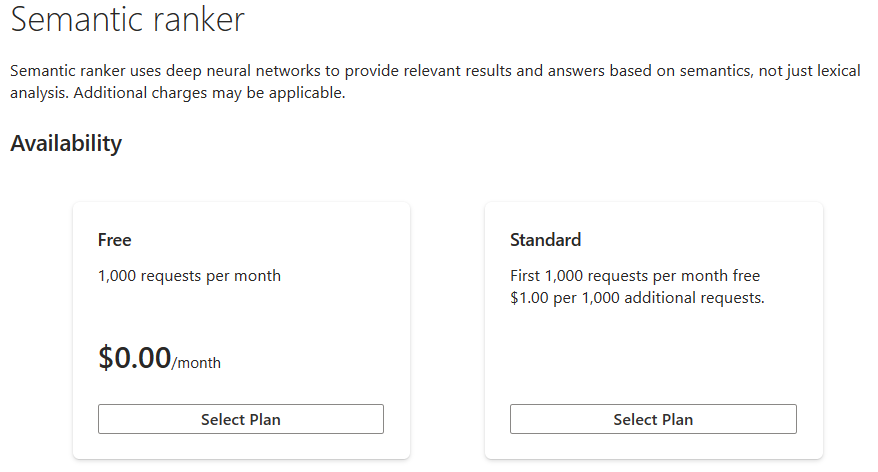 Semantic ranker
Semantic ranker uses deep neural networks to provide relevant results and answers based on semantics, not just lexical
analysis. Additional charges may be applicable.
Availability
Free
1,000 requests per month
$0.00/month
Select Plan
Standard
First 1,000 requests per month free
$1.00 per 1,000 additional requests.
Select Plan